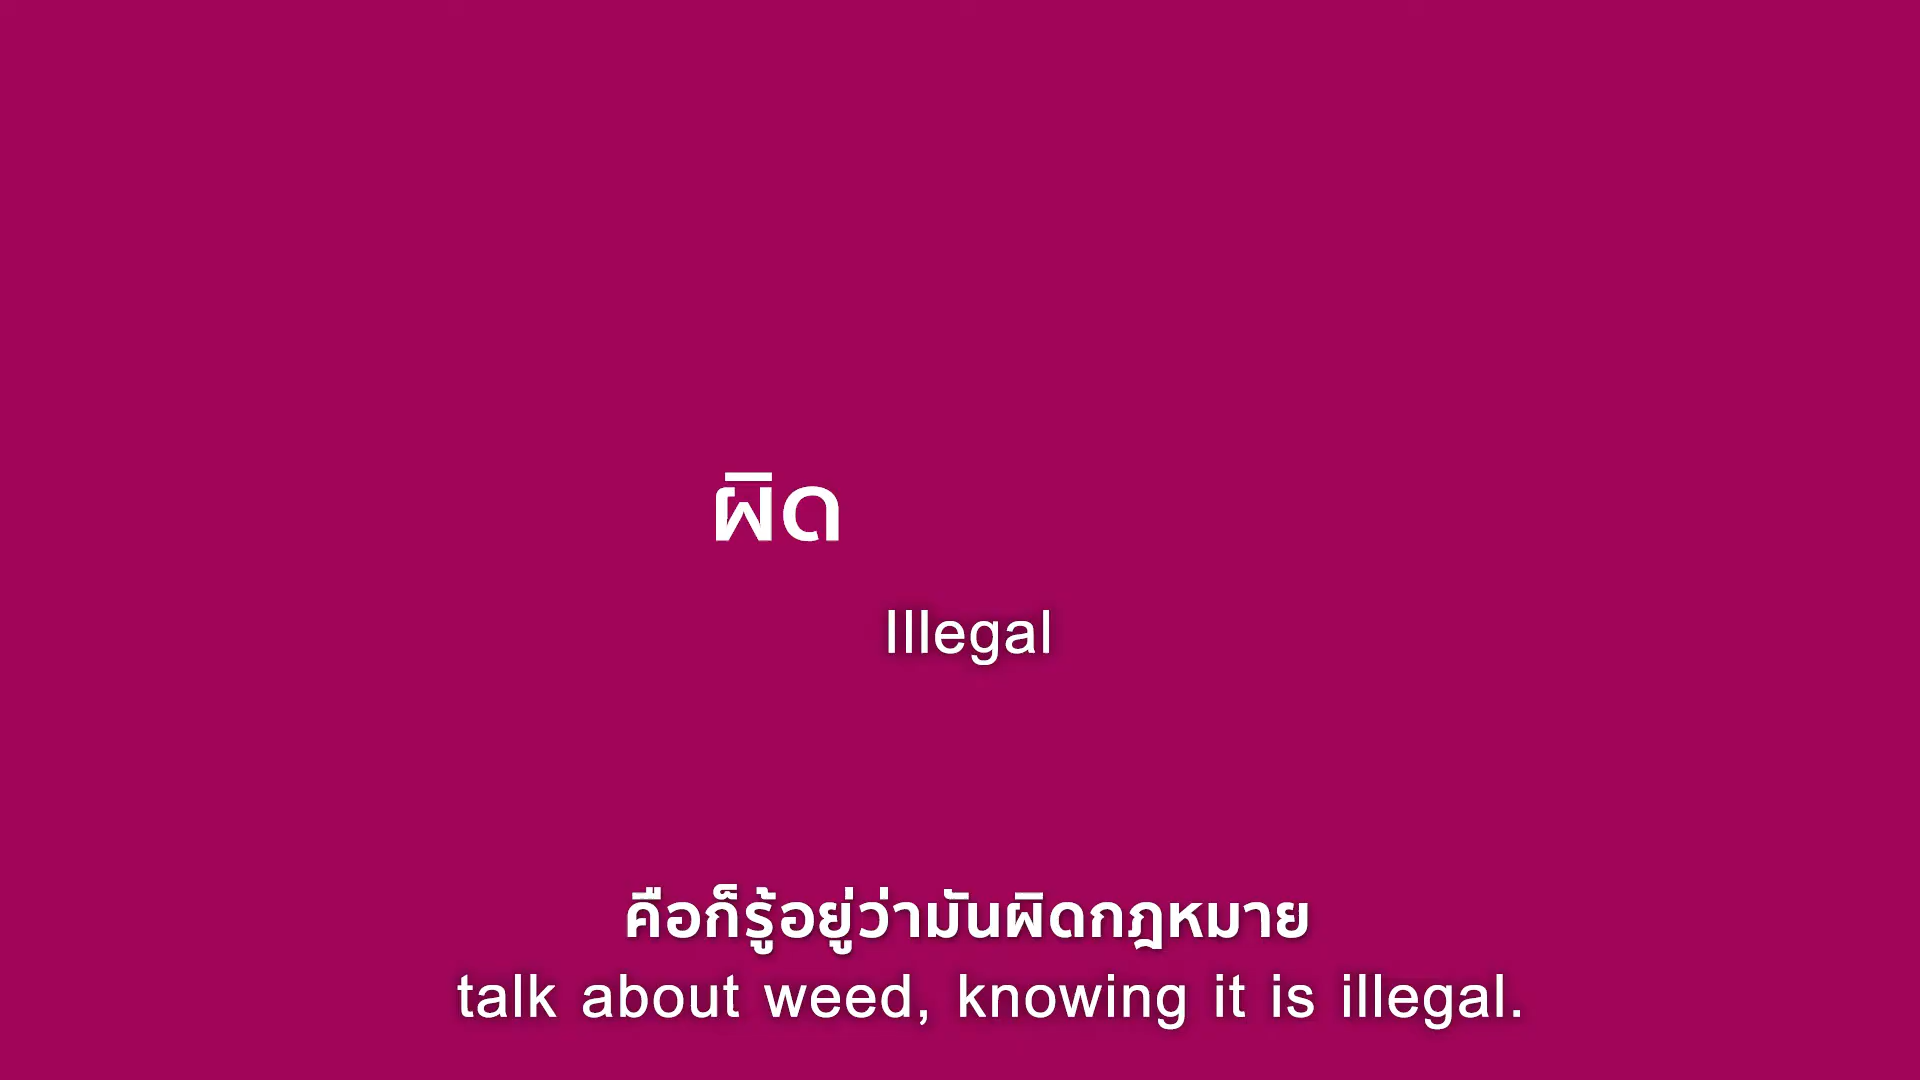 ผิด
Illegal
คือก็รู้อยู่ว่ามันผิดกฎหมาย
talk about weed, knowing it is illegal.